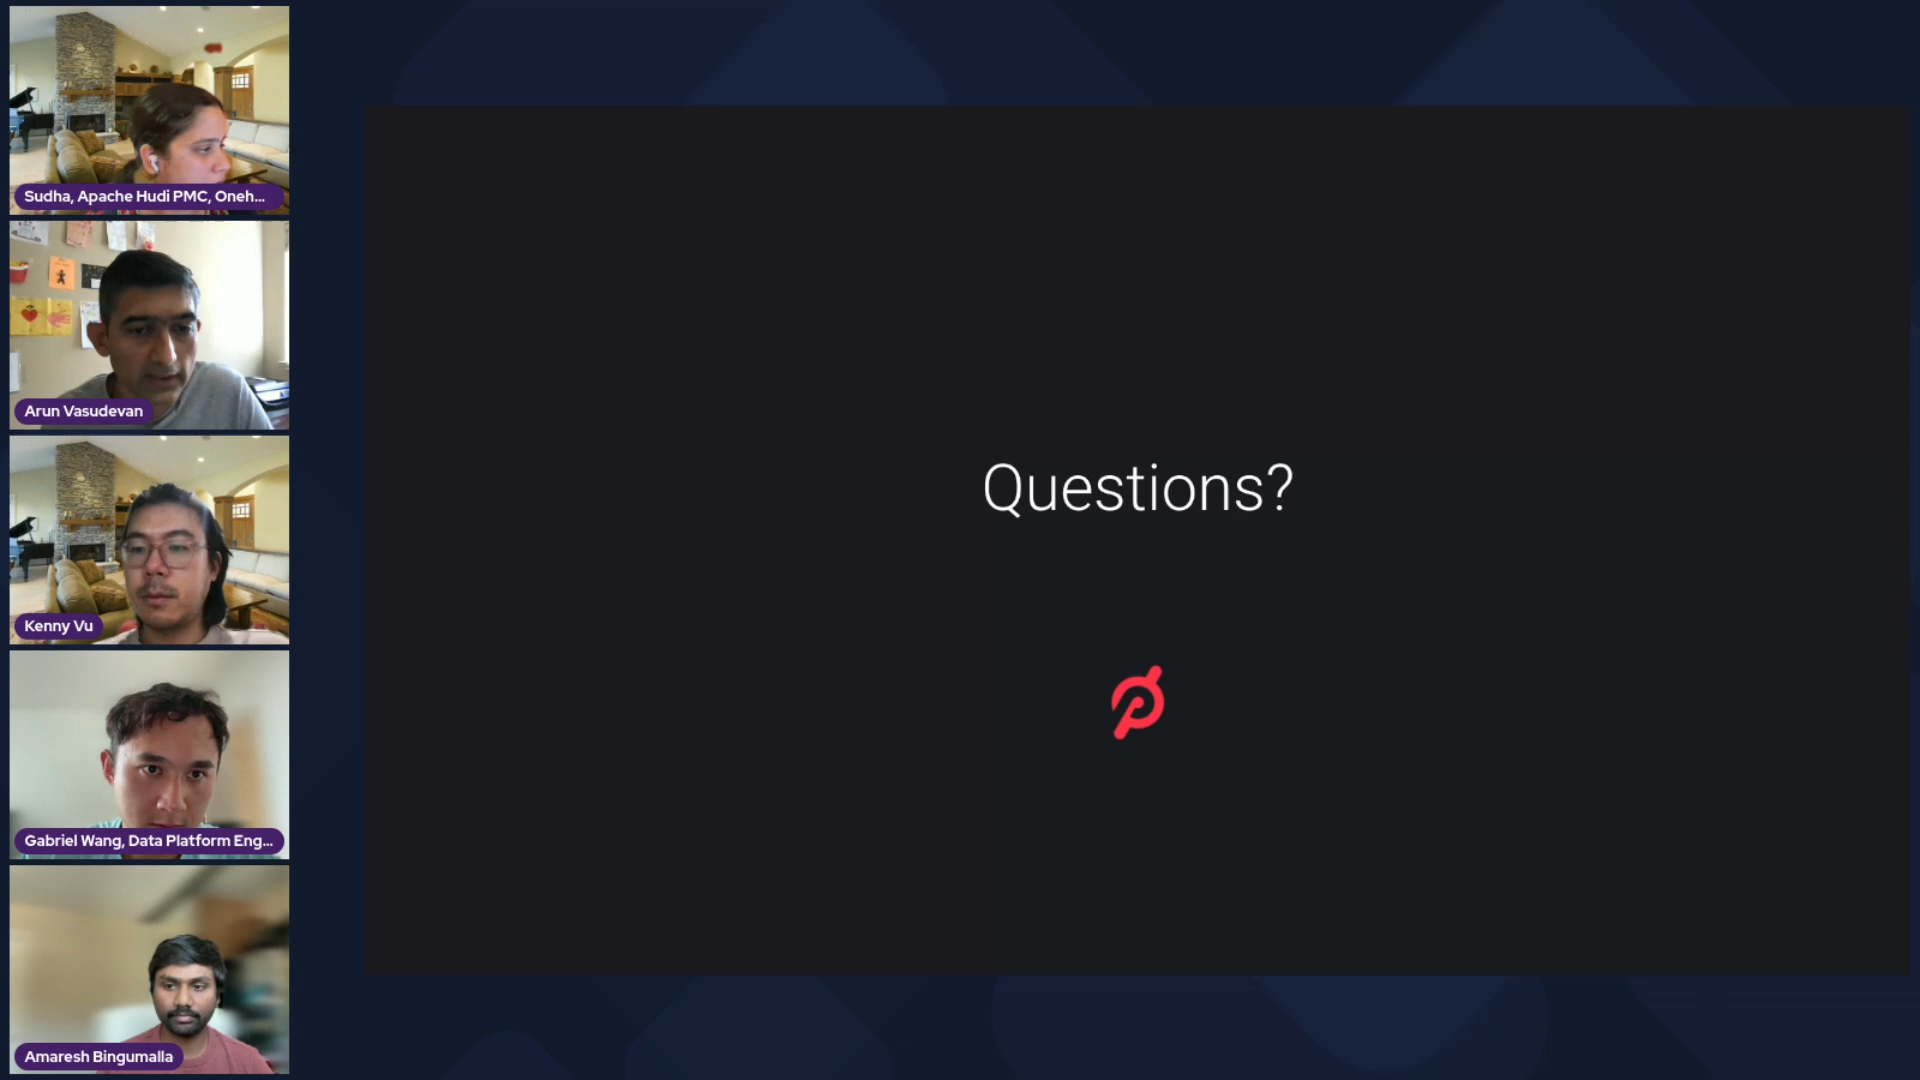 Sudha, Apache Hudi PMC, Oneh...
Arun Vasudevan
Kenny Vu
Gabriel Wang, Data Platform Eng...
Amaresh Bingumalla
Questions?